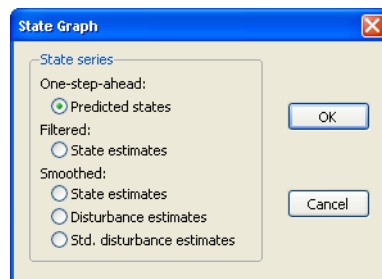 State Graph
State series
One-step-ahead:
Predicted states
Filtered:
State estimates
Smoothed:
State estimates
Disturbance estimates
Std. disturbance estimates
OK
Cancel